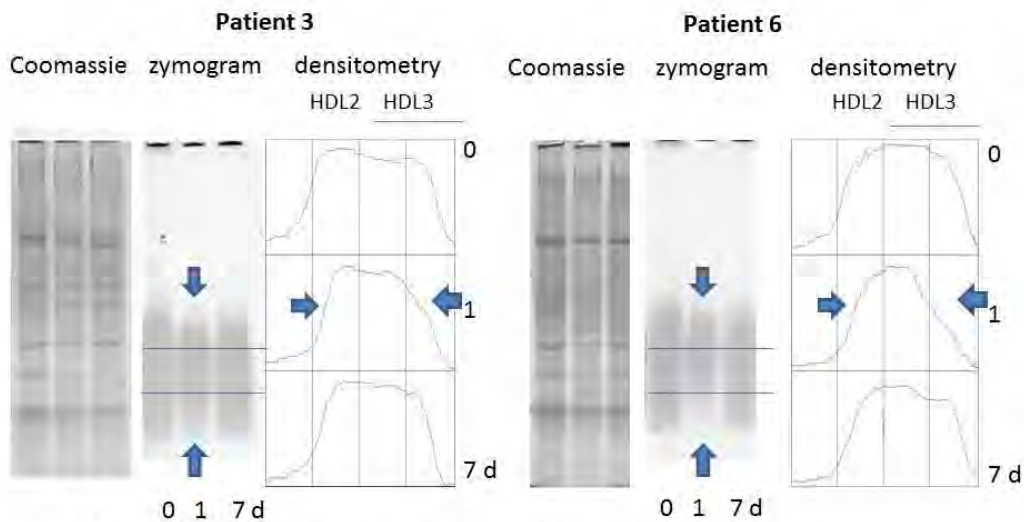 Patient 3
Coomassie zymogram densitometry
HDL2 HDL3
0
1
7 d
0 1 7 d
Patient 6
Coomassie zymogram densitometry
HDL2 HDL3
0
1
7 d
0 1 7 d